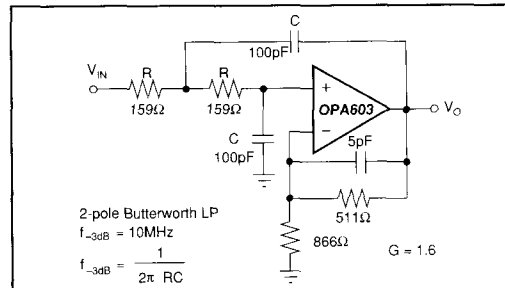 C
100pF
V_IN
R
R
159Ω
159Ω
+
OPA603
–
V_O
C
100pF
5pF
511Ω
866Ω
2-pole Butterworth LP
f_–3dB = 10MHz
f_–3dB = 1 / 2π RC
G = 1.6